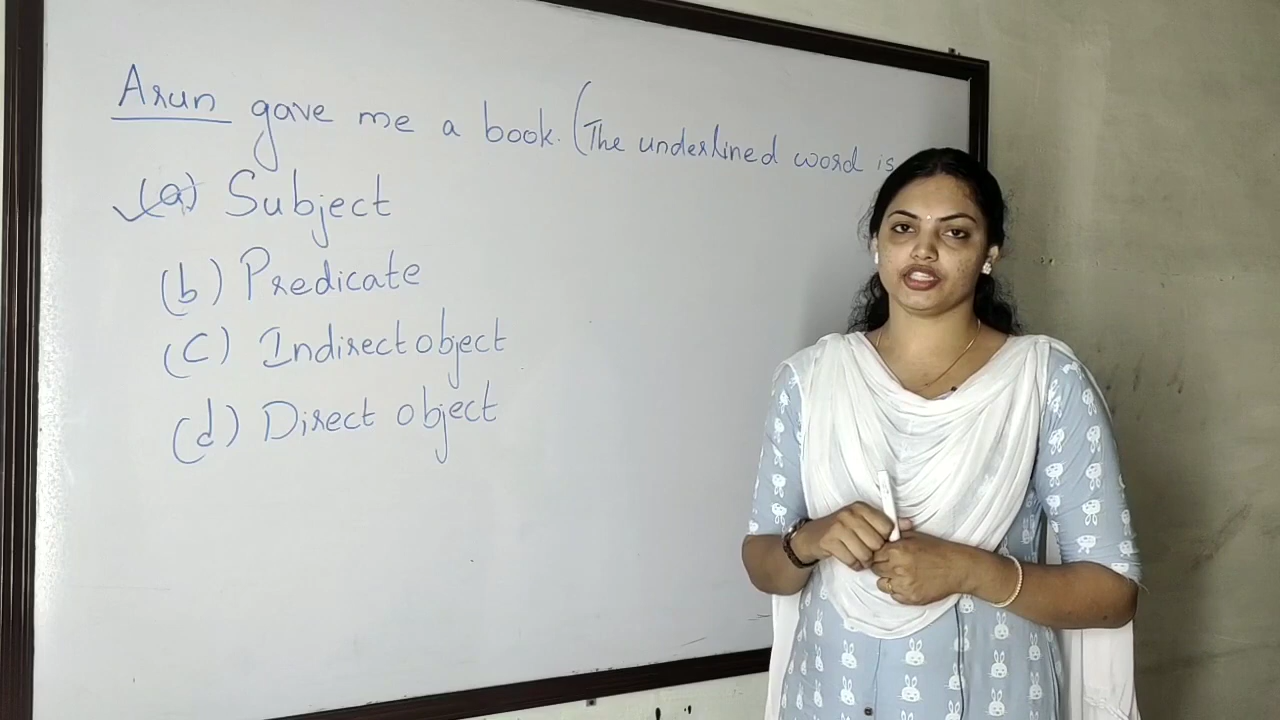 Arun gave me a book. (The underlined word is
(a) Subject
(b) Predicate
(c) Indirect object
(d) Direct object